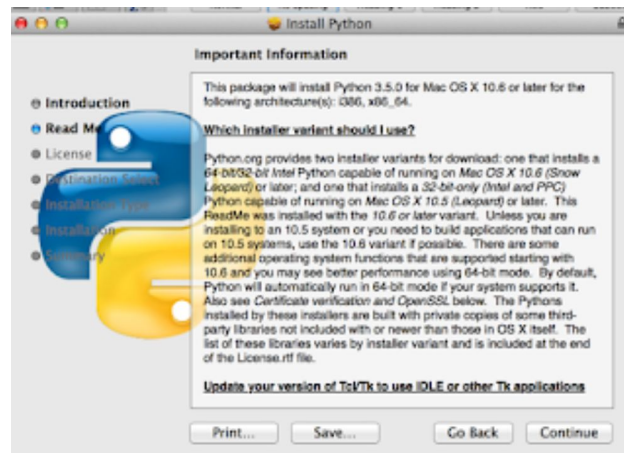 Install Python
Important Information
Introduction
Read Me
License
Destination Select
Installation Type
Installation
Summary
This package will install Python 3.5.0 for Mac OS X 10.6 or later for the
following architecture(s): i386, x86_64.
Which installer variant should I use?
Python.org provides two installer variants for download: one that installs a
64-bit/32-bit Intel Python capable of running on Mac OS X 10.6 (Snow
Leopard) or later; and one that installs a 32-bit-only (Intel and PPC)
Python capable of running on Mac OS X 10.5 (Leopard) or later. This
ReadMe was installed with the 10.6 or later variant. Unless you are
installing to an 10.5 system or you need to build applications that can run
on 10.5 systems, use the 10.6 variant if possible. There are some
additional operating system functions that are supported starting with
10.6 and you may see better performance using 64-bit mode. By default,
Python will automatically run in 64-bit mode if your system supports it.
Also see Certificate verification and OpenSSL below. The Pythons
installed by these installers are built with private copies of some third-
party libraries not included with or newer than those in OS X itself. The
list of these libraries varies by installer variant and is included at the end
of the License.rtf file.
Update your version of Tcl/Tk to use IDLE or other Tk applications
Print... Save... Go Back Continue